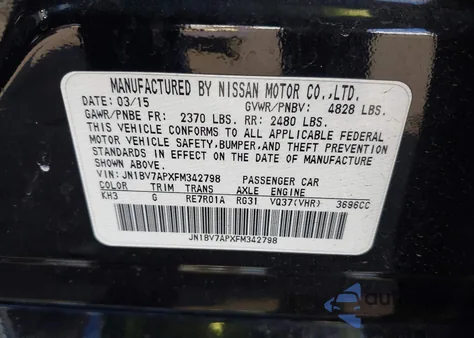 MANUFACTURED BY NISSAN MOTOR CO.,LTD.
DATE: 03/15 GVWR/PNBV: 4828 LBS.
GAWR/PNBE FR: 2370 LBS. RR: 2480 LBS.
THIS VEHICLE CONFORMS TO ALL APPLICABLE FEDERAL
MOTOR VEHICLE SAFETY,BUMPER,AND THEFT PREVENTION
STANDARDS IN EFFECT ON THE DATE OF MANUFACTURE
SHOWN ABOVE.
VIN: JN1BV7APXFM342798 PASSENGER CAR
COLOR TRIM TRANS AXLE ENGINE
KH3 G RE7R01A RG31 VQ37(VHR) 3696CC
JN1BV7APXFM342798